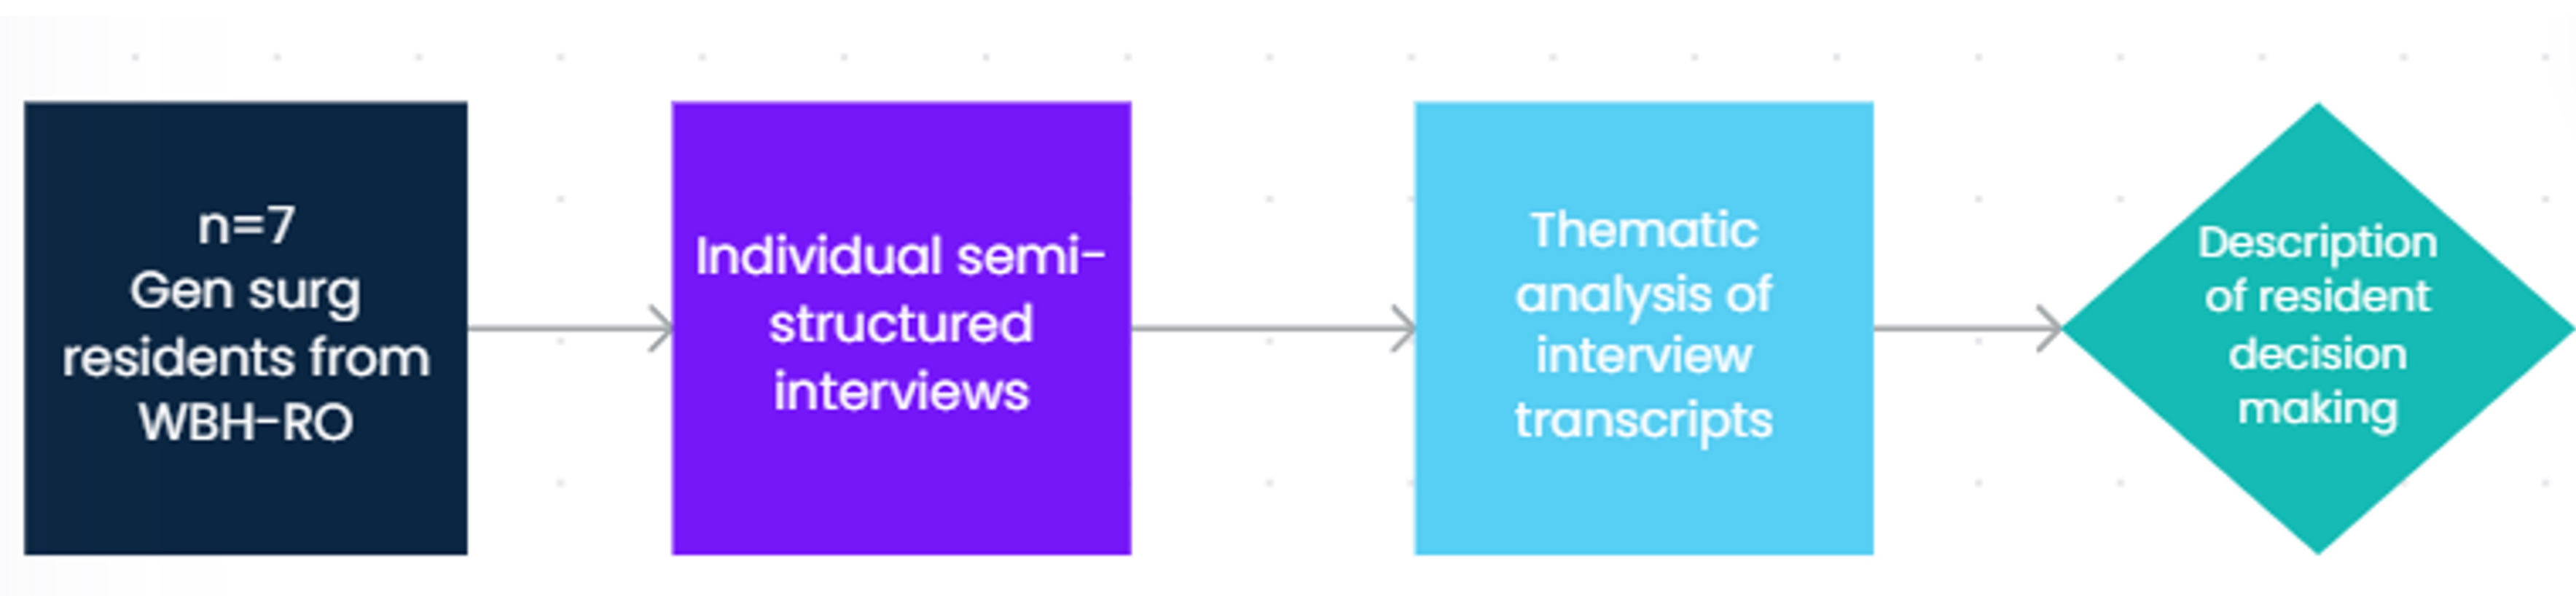 n=7
Gen surg
residents from
WBH-RO
Individual semi-
structured
interviews
Thematic
analysis of
interview
transcripts
Description
of resident
decision
making